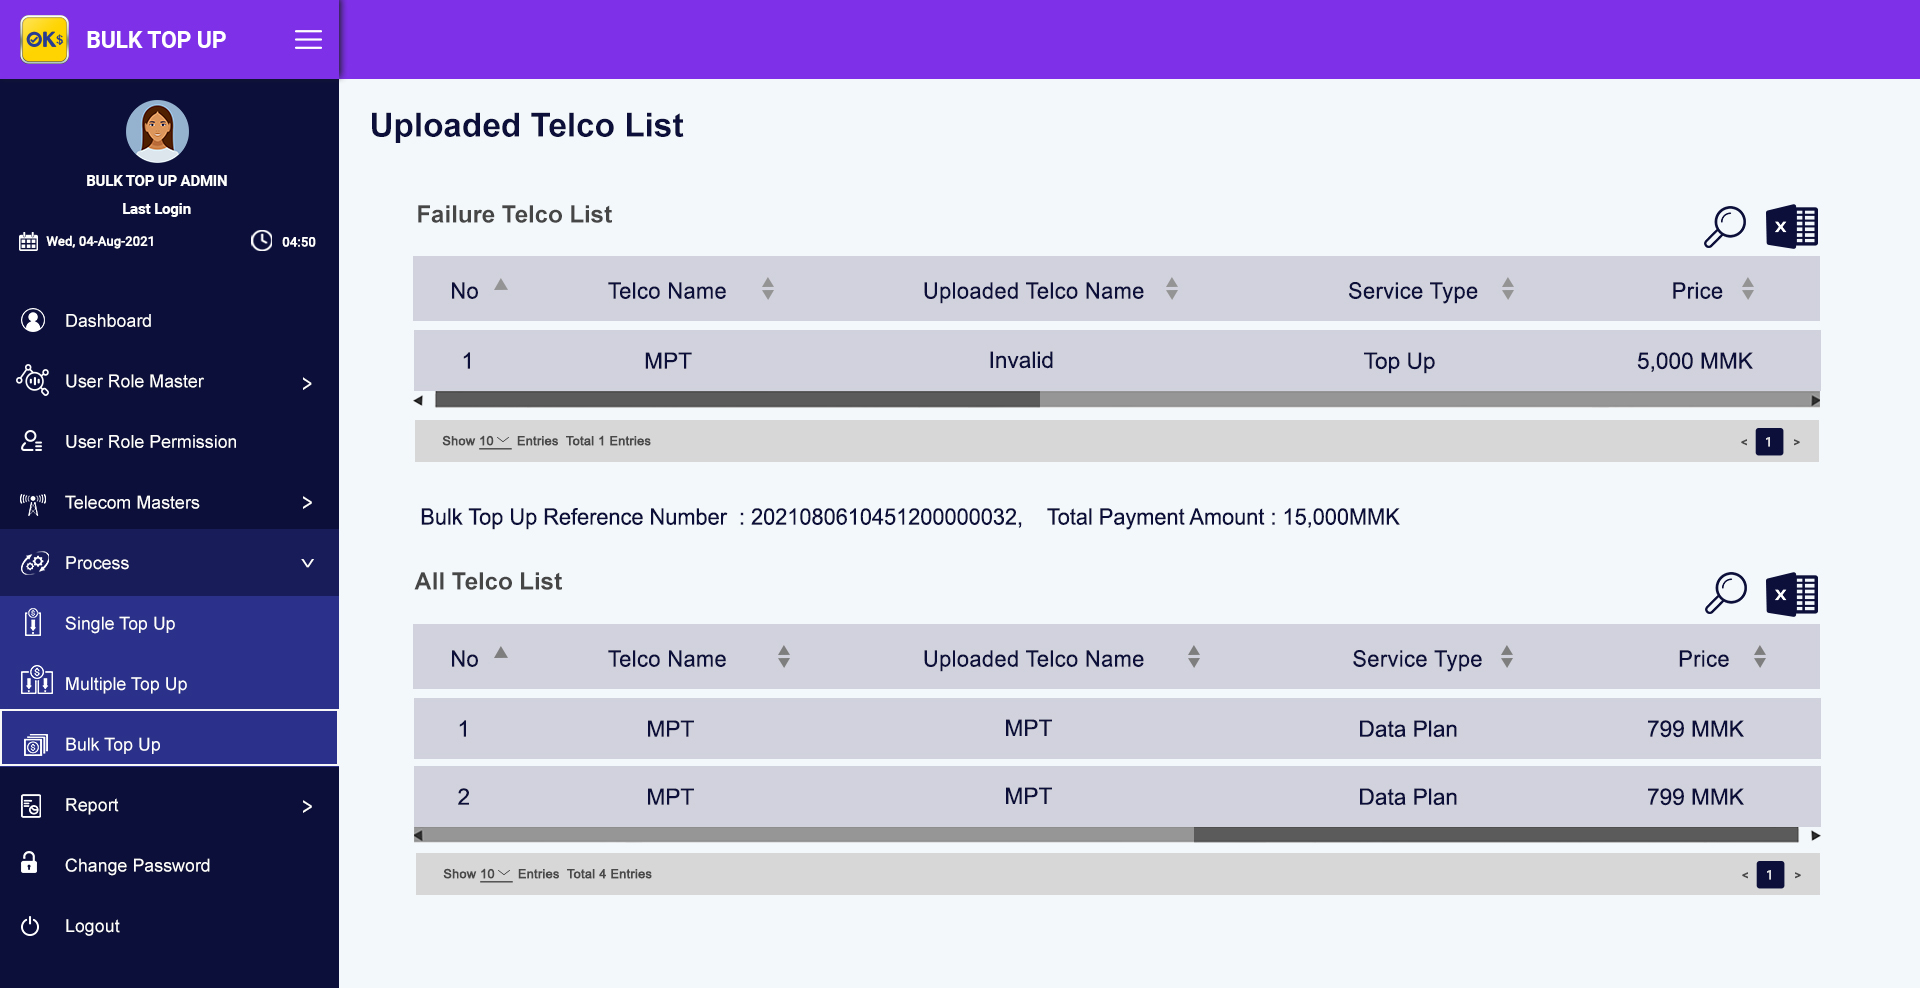 OK$ BULK TOP UP
BULK TOP UP ADMIN
Last Login
Wed, 04-Aug-2021 04:50
Dashboard
User Role Master >
User Role Permission
Telecom Masters >
Process
Single Top Up
Multiple Top Up
Bulk Top Up
Report >
Change Password
Logout
Uploaded Telco List
Failure Telco List
X
No Telco Name Uploaded Telco Name Service Type Price
1 MPT Invalid Top Up 5,000 MMK
Show 10 Entries Total 1 Entries < 1 >
Bulk Top Up Reference Number : 2021080610451200000032, Total Payment Amount : 15,000MMK
All Telco List
X
No Telco Name Uploaded Telco Name Service Type Price
1 MPT MPT Data Plan 799 MMK
2 MPT MPT Data Plan 799 MMK
Show 10 Entries Total 4 Entries < 1 >